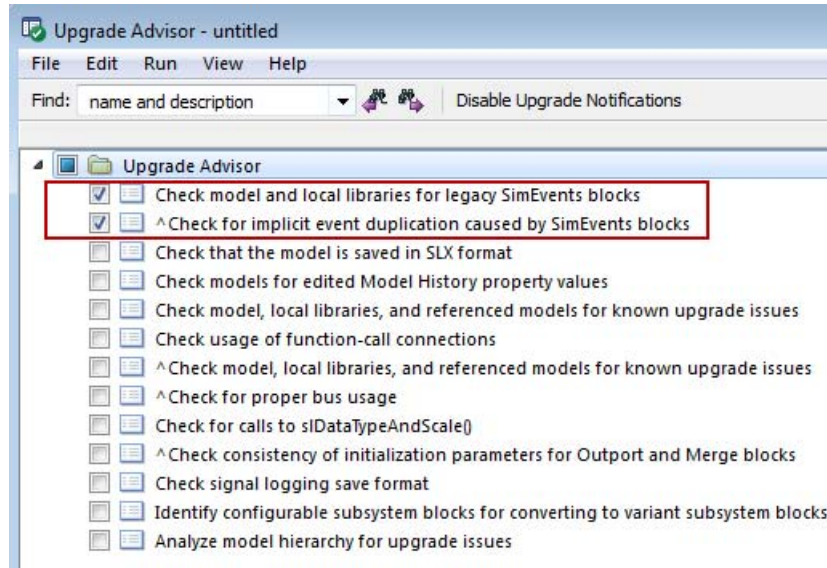 Upgrade Advisor - untitled
File Edit Run View Help
Find: name and description Disable Upgrade Notifications
Upgrade Advisor
Check model and local libraries for legacy SimEvents blocks
^Check for implicit event duplication caused by SimEvents blocks
Check that the model is saved in SLX format
Check models for edited Model History property values
Check model, local libraries, and referenced models for known upgrade issues
Check usage of function-call connections
^Check model, local libraries, and referenced models for known upgrade issues
^Check for proper bus usage
Check for calls to slDataTypeAndScale()
^Check consistency of initialization parameters for Outport and Merge blocks
Check signal logging save format
Identify configurable subsystem blocks for converting to variant subsystem blocks
Analyze model hierarchy for upgrade issues